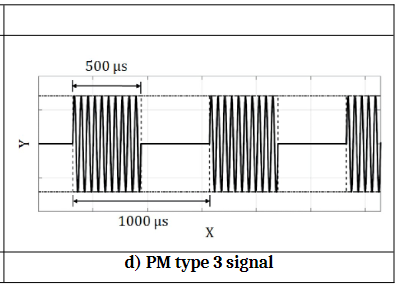 500 μs
Y
1000 μs
X
d) PM type 3 signal